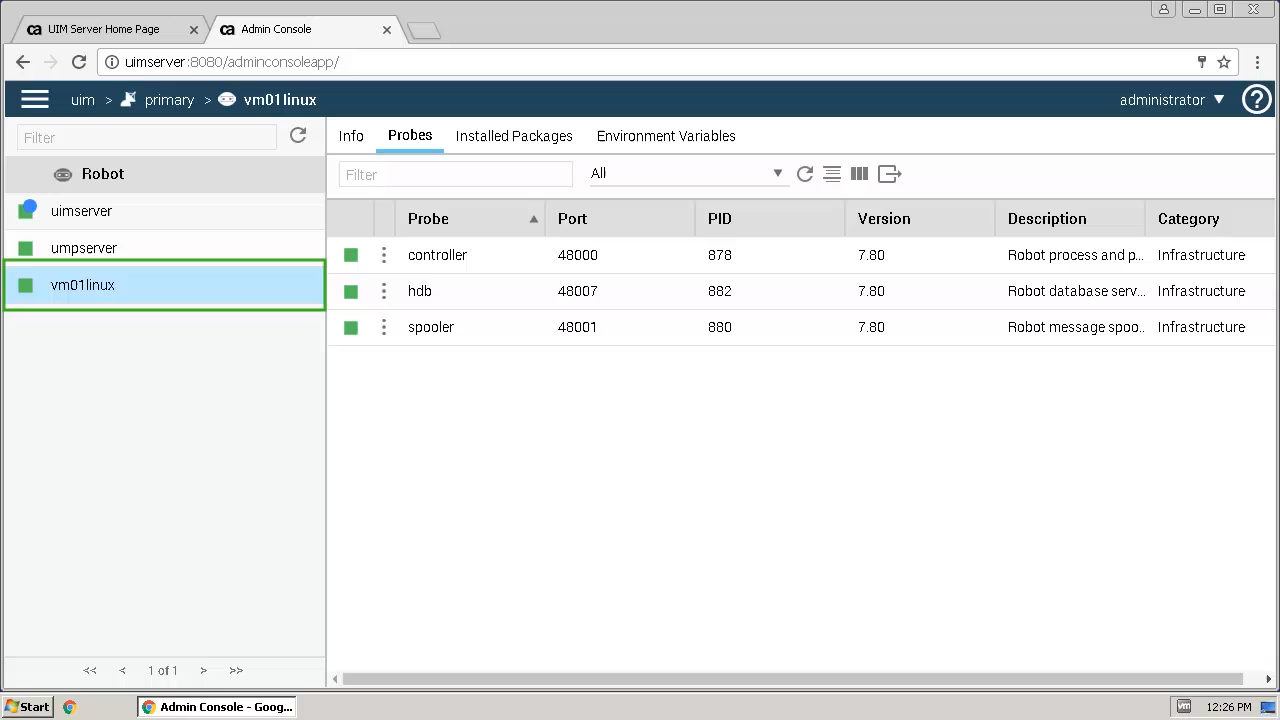 ca UIM Server Home Page
ca Admin Console
uimserver:8080/adminconsoleapp/
uim > primary > vm01linux
administrator
Filter
Robot
uimserver
umpserver
vm01linux
<< < 1 of 1 > >>
Info Probes Installed Packages Environment Variables
Filter All
Probe Port PID Version Description Category
controller 48000 878 7.80 Robot process and p... Infrastructure
hdb 48007 882 7.80 Robot database serv... Infrastructure
spooler 48001 880 7.80 Robot message spoo... Infrastructure
Start Admin Console - Goog... vm 12:26 PM